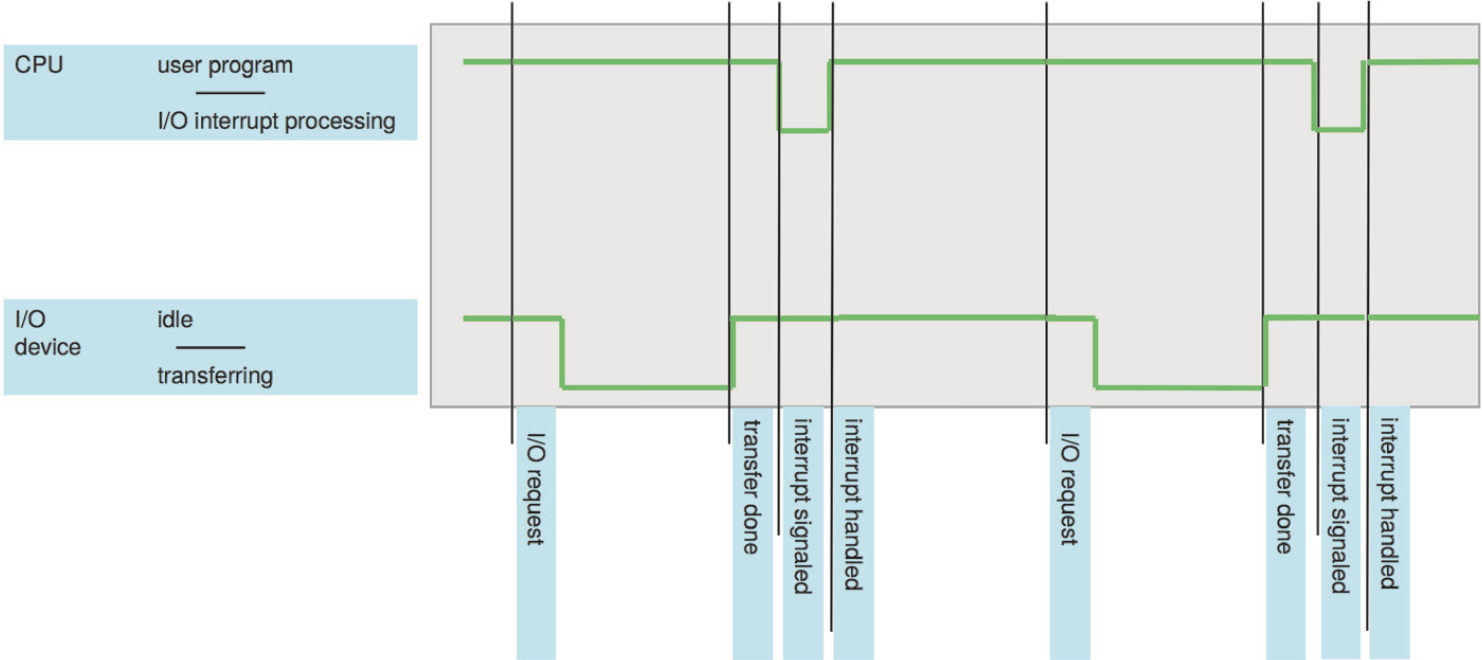 CPU
user program
I/O interrupt processing
I/O
device
idle
transferring
I/O request
transfer done
interrupt signaled
interrupt handled
I/O request
transfer done
interrupt signaled
interrupt handled